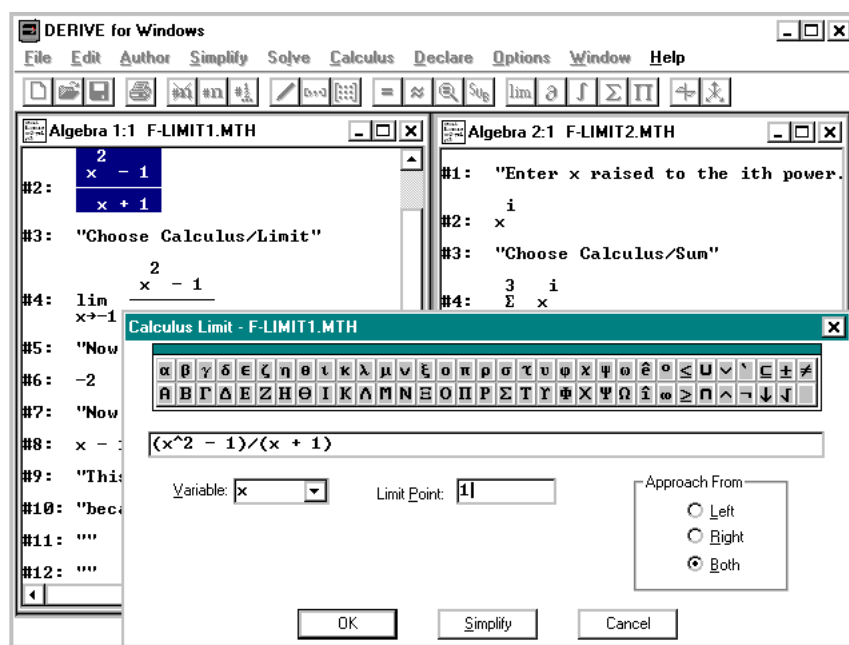 DERIVE for Windows
File Edit Author Simplify Solve Calculus Declare Options Window Help
lim ∂ ∫ Σ Π
Algebra 1:1 F-LIMIT1.MTH
#2: x^2 - 1
x + 1
#3: "Choose Calculus/Limit"
x^2 - 1
#4: lim
x→-1
#5: "Now
#6: -2
#7: "Now
#8: x -
#9: "This
#10: "beca
#11: ""
#12: ""
Algebra 2:1 F-LIMIT2.MTH
#1: "Enter x raised to the ith power.
#2: x^i
#3: "Choose Calculus/Sum"
3 i
#4: Σ x
Calculus Limit - F-LIMIT1.MTH
α β γ δ ε ζ η θ ι κ λ μ ν ξ ο π ρ σ τ υ φ χ ψ ω ê ° ≤ ∪ ∨ ` ⊆ ± ≠
Α Β Γ Δ Ε Ζ Η Θ Ι Κ Λ Μ Ν Ξ Ο Π Ρ Σ Τ Υ Φ Χ Ψ Ω î ∞ ≥ ∩ ∧ ¬ ↓ √
(x^2 - 1)/(x + 1)
Variable: x
Limit Point: 1
Approach From
Left
Right
Both
OK Simplify Cancel